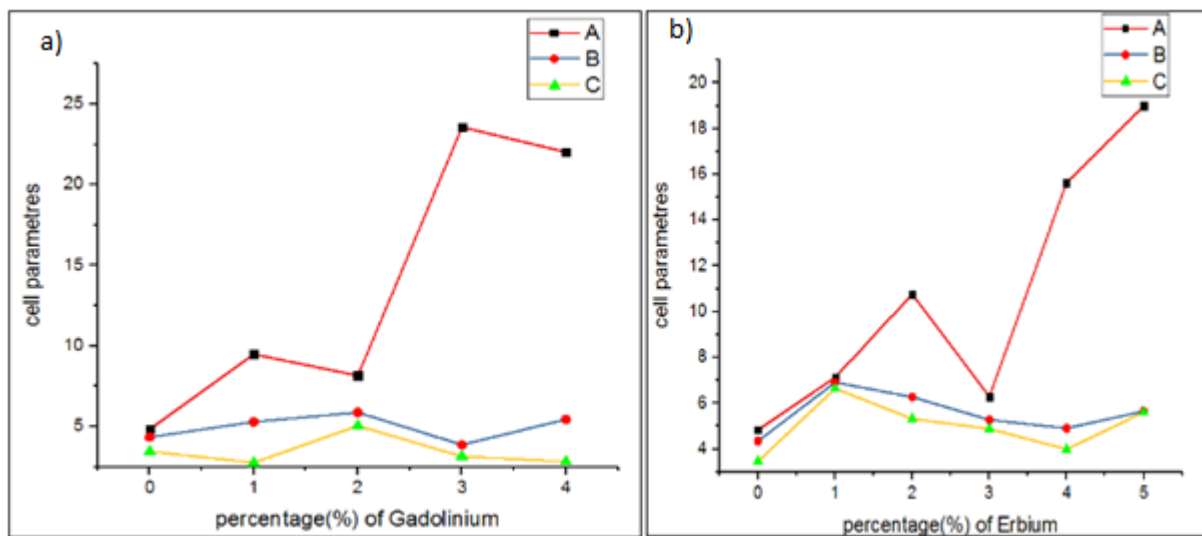 a)
A
B
C
25
20
15
10
5
0 1 2 3 4
cell parametres
percentage(%) of Gadolinium
b)
A
B
C
20
18
16
14
12
10
8
6
4
0 1 2 3 4 5
cell parametres
percentage(%) of Erbium